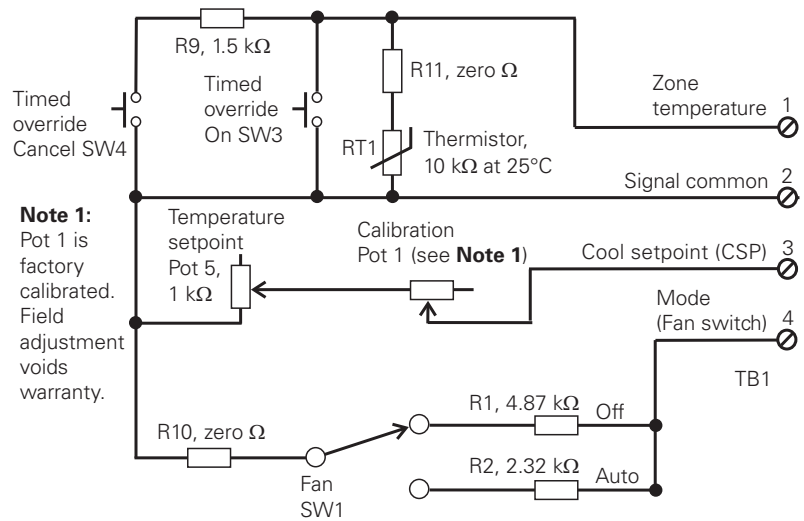 R9, 1.5 kΩ
Timed
override
Cancel SW4
Timed
override
On SW3
R11, zero Ω
RT1
Thermistor,
10 kΩ at 25°C
Zone
temperature
1
Signal common
2
Note 1:
Pot 1 is
factory
calibrated.
Field
adjustment
voids
warranty.
Temperature
setpoint
Pot 5,
1 kΩ
Calibration
Pot 1 (see Note 1)
Cool setpoint (CSP)
3
Mode
(Fan switch)
4
TB1
R10, zero Ω
Fan
SW1
R1, 4.87 kΩ
Off
R2, 2.32 kΩ
Auto